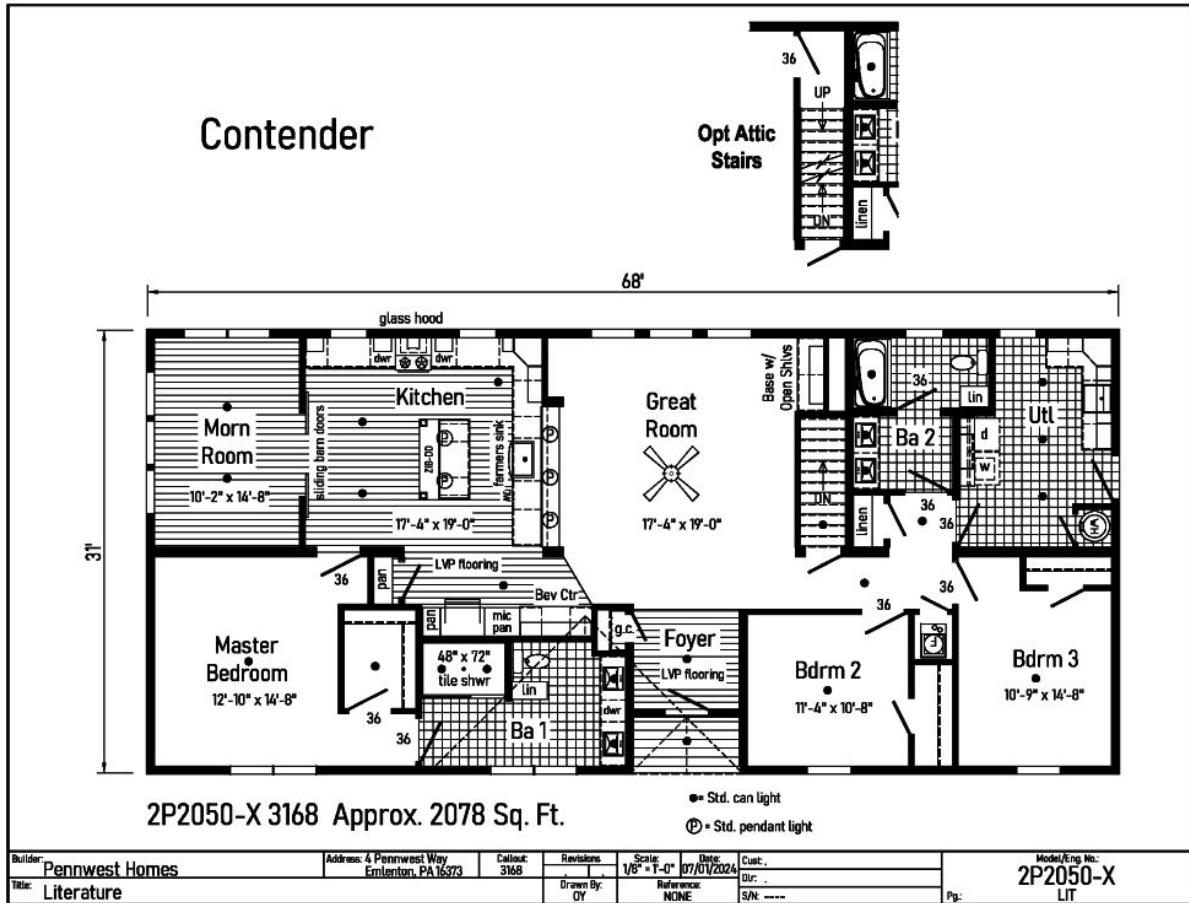 Contender
36
UP
Opt Attic
Stairs
DN
linen
68'
31'
glass hood
dwr
dwr
Kitchen
Morn
Room
10'-2" x 14'-8"
sliding barn doors
ZIB-DD
farmers sink
DW
P
P
P
P
P
17'-4" x 19'-0"
Great
Room
17'-4" x 19'-0"
Base w/
Open Shlvs
DN
36
lin
Ba 2
linen
Utl
d
w
36
36
WH
LVP flooring
pan
36
pan
mic
pan
Bev Ctr
Master
Bedroom
12'-10" x 14'-8"
48" x 72"
tile shwr
lin
36
36
Ba 1
dwr
g.c.
Foyer
LVP flooring
36
36
F
Bdrm 2
11'-4" x 10'-8"
Bdrm 3
10'-9" x 14'-8"
2P2050-X 3168 Approx. 2078 Sq. Ft.
= Std. can light
P = Std. pendant light
Builder: Pennwest Homes
Address: 4 Pennwest Way
Emlenton, PA 16373
Callout:
3168
Revisions
Scale:
1/8" = 1'-0"
Date:
07/01/2024
Cust: .
Dlr: .
S/N: ----
Model/Eng. No.:
2P2050-X
Title: Literature
Drawn By:
OY
Reference:
NONE
Pg.: LIT